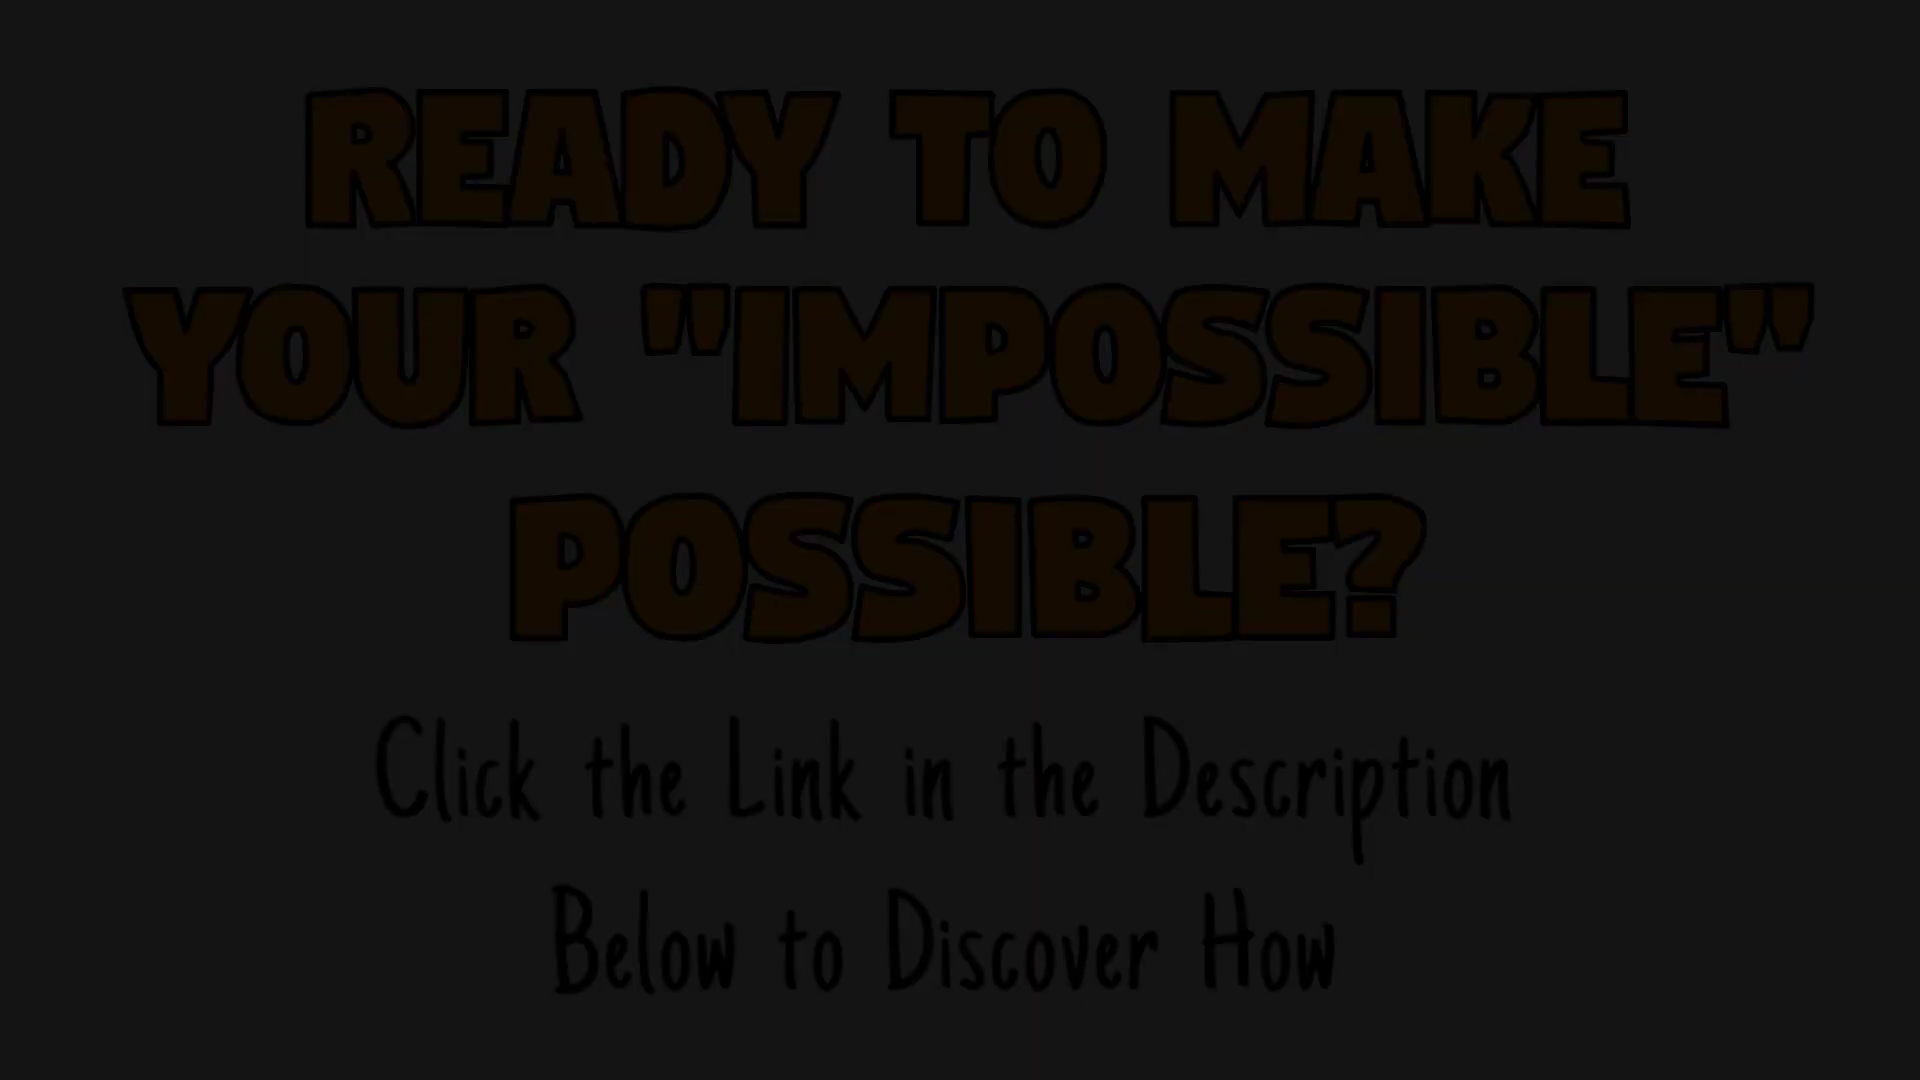 READY TO MAKE
YOUR "IMPOSSIBLE"
POSSIBLE?
Click the Link in the Description
Below to Discover How